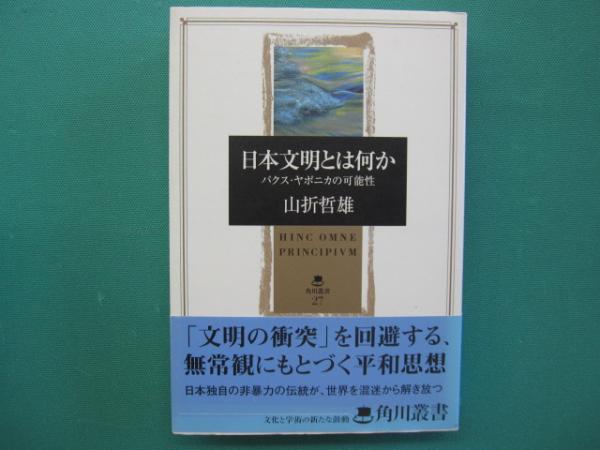 日本文明とは何か
パクス・ヤポニカの可能性
山折哲雄
HINC OMNE
PRINCIPIVM
角川叢書
27
「文明の衝突」を回避する、
無常観にもとづく平和思想
日本独自の非暴力の伝統が、世界を混迷から解き放つ
文化と学術の新たな鼓動 角川叢書